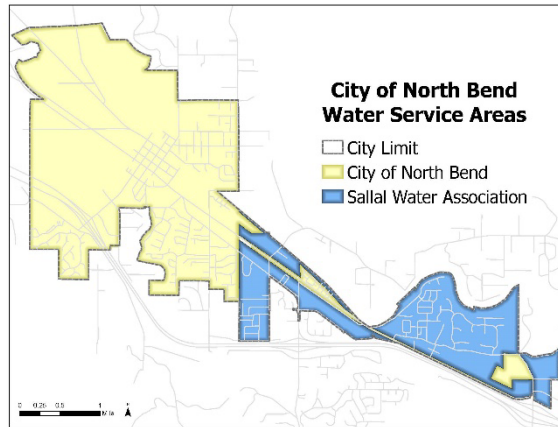 City of North Bend
Water Service Areas
City Limit
City of North Bend
Sallal Water Association
0 0.25 0.5 1